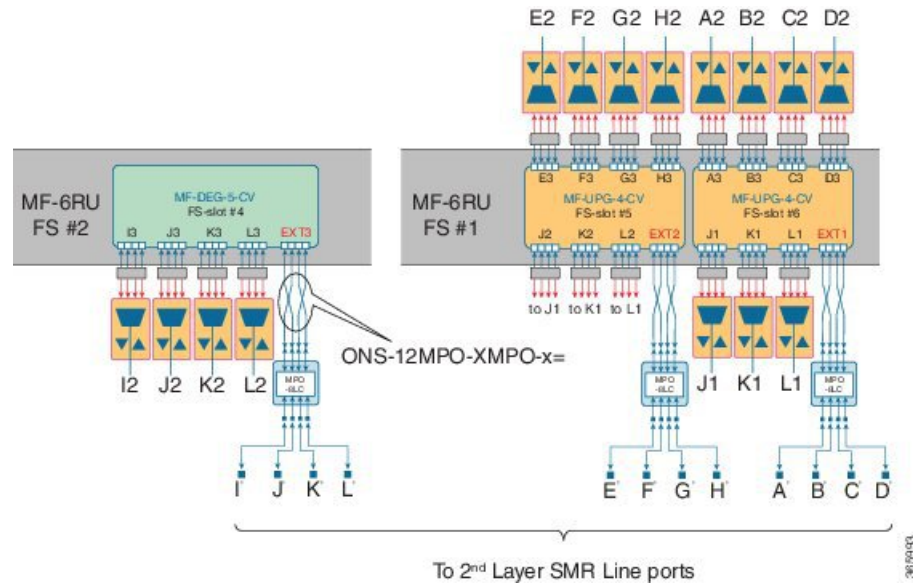 E2 F2 G2 H2 A2 B2 C2 D2
MF-6RU
FS #2
MF-DEG-5-CV
FS-slot #4
I3 J3 K3 L3 EXT3
MF-6RU
FS #1
E3 F3 G3 H3
MF-UPG-4-CV
FS-slot #5
J2 K2 L2 EXT2
A3 B3 C3 D3
MF-UPG-4-CV
FS-slot #6
J1 K1 L1 EXT1
to J1 to K1 to L1
ONS-12MPO-XMPO-x=
I2 J2 K2 L2
J1 K1 L1
MPO
-8LC
MPO
-8LC
MPO
-8LC
I' J' K' L'
E' F' G' H'
A' B' C' D'
To 2nd Layer SMR Line ports
365993